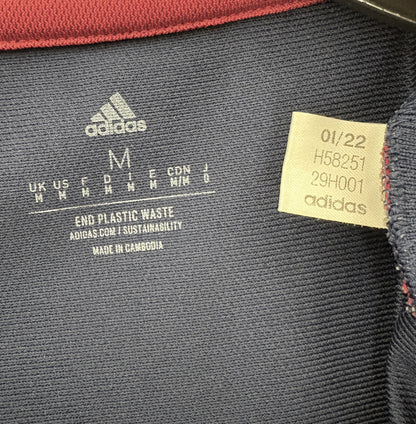 adidas
M
UK US F D I E CDN J
M M M M M M M/M O
END PLASTIC WASTE
ADIDAS.COM / SUSTAINABILITY
MADE IN CAMBODIA
01/22
H58251
29H001
adidas